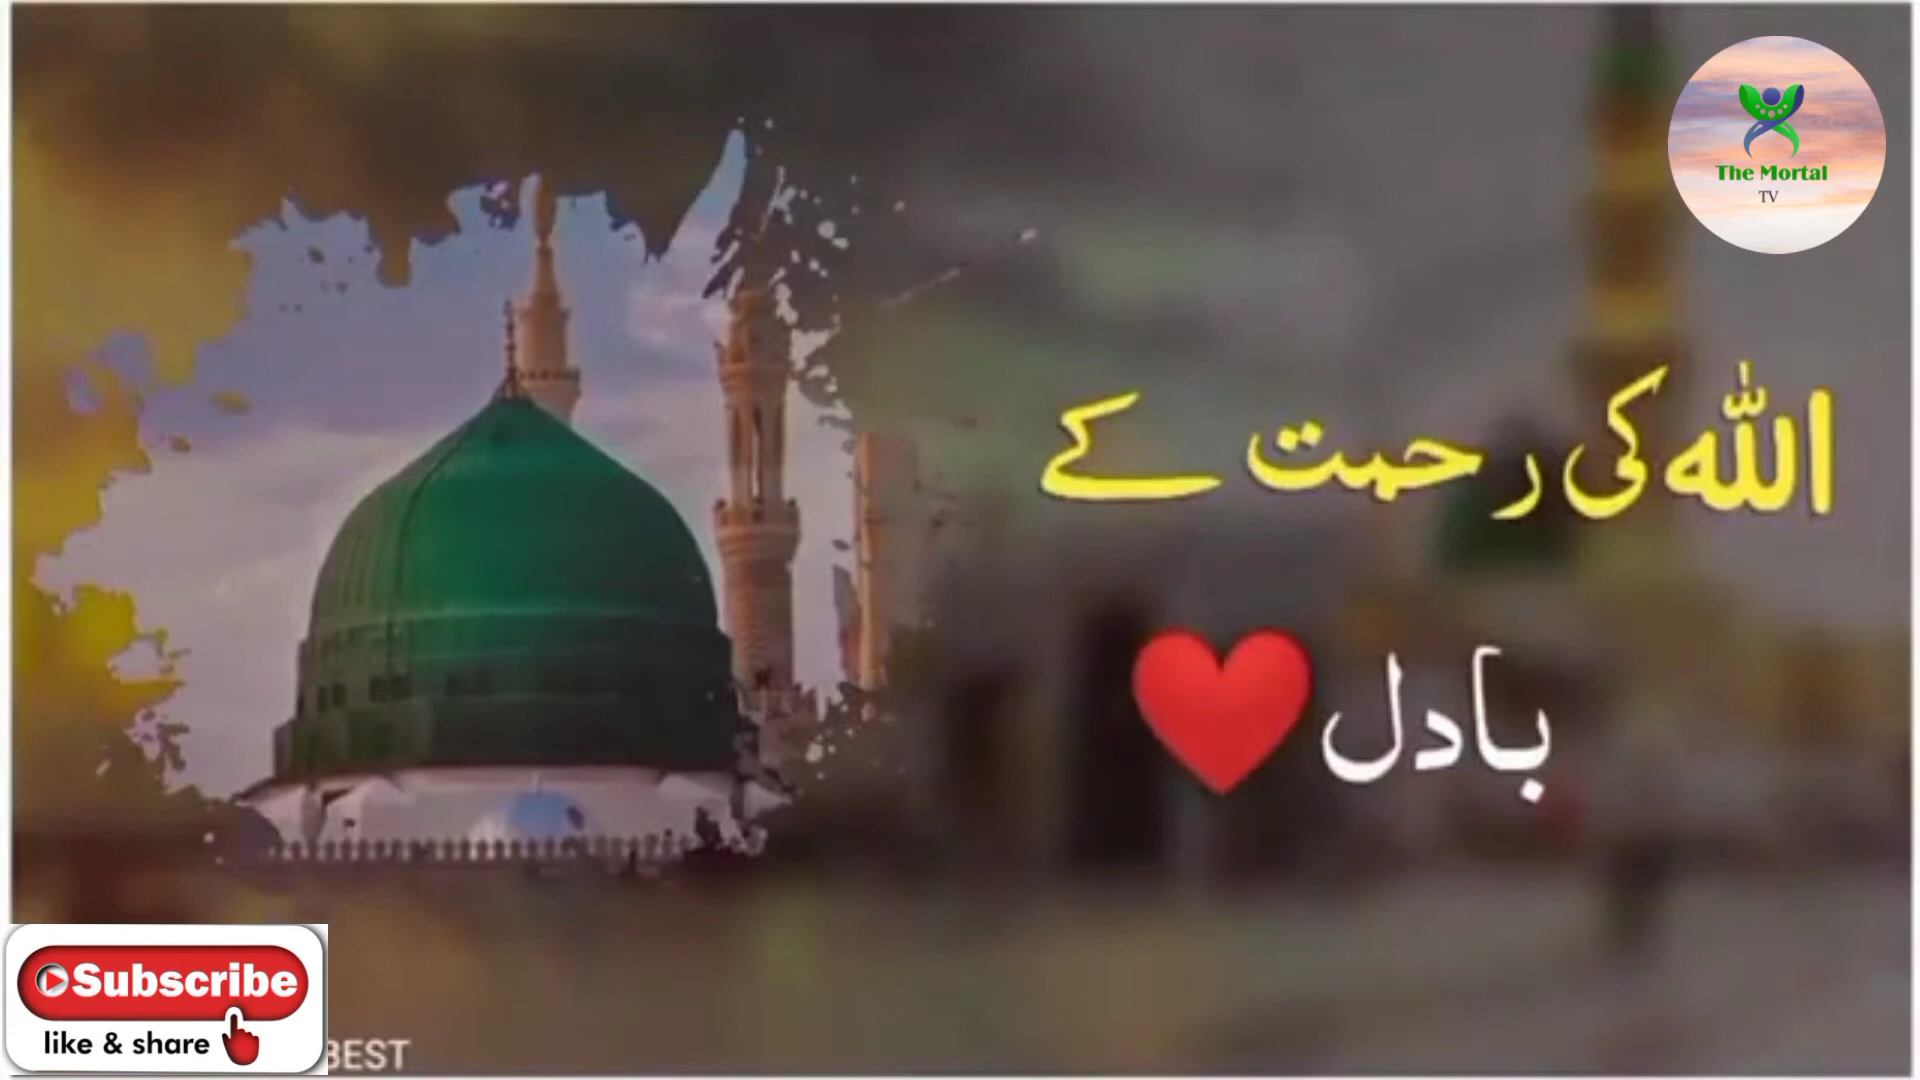 The Mortal
TV
اللہ کی رحمت کے
بادل❤️
Subscribe
like & share
BEST